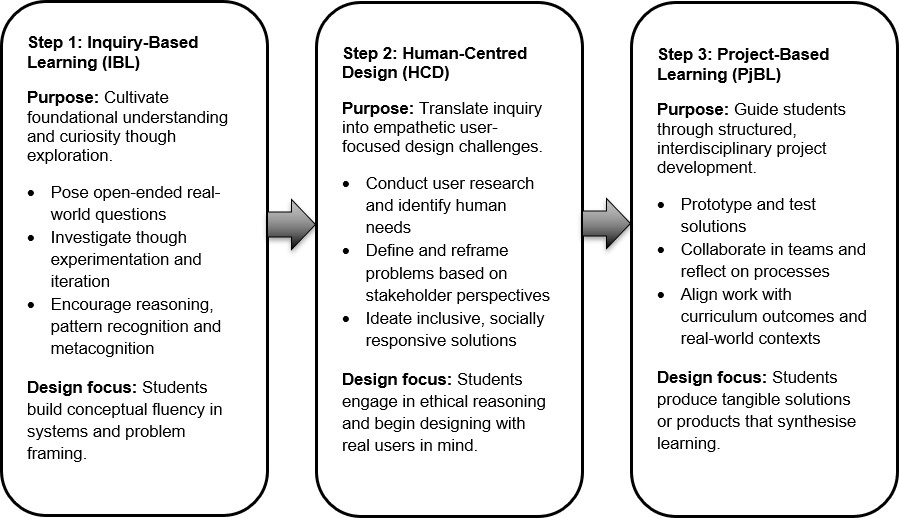 Step 1: Inquiry-Based
Learning (IBL)
Purpose: Cultivate
foundational understanding
and curiosity though
exploration.
• Pose open-ended real-
world questions
• Investigate though
experimentation and
iteration
• Encourage reasoning,
pattern recognition and
metacognition
Design focus: Students
build conceptual fluency in
systems and problem
framing.
Step 2: Human-Centred
Design (HCD)
Purpose: Translate inquiry
into empathetic user-
focused design challenges.
• Conduct user research
and identify human
needs
• Define and reframe
problems based on
stakeholder perspectives
• Ideate inclusive, socially
responsive solutions
Design focus: Students
engage in ethical reasoning
and begin designing with
real users in mind.
Step 3: Project-Based
Learning (PjBL)
Purpose: Guide students
through structured,
interdisciplinary project
development.
• Prototype and test
solutions
• Collaborate in teams and
reflect on processes
• Align work with
curriculum outcomes and
real-world contexts
Design focus: Students
produce tangible solutions
or products that synthesise
learning.